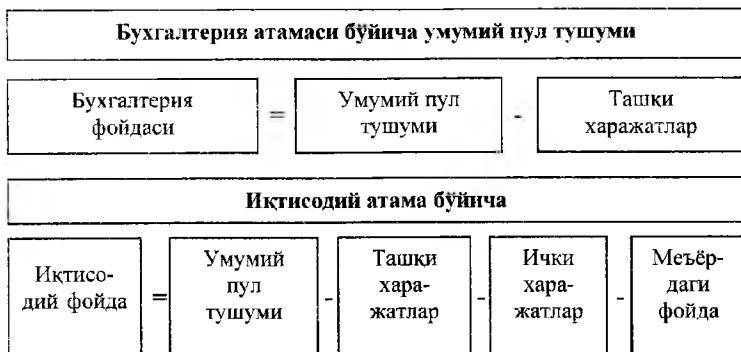 Бухгалтерия атамаси бўйича умумий пул тушуми
Бухгалтерия
фойдаси
=
Умумий пул
тушуми
-
Ташқи
харажатлар
Иқтисодий атама бўйича
Иқтисо-
дий фойда
=
Умумий
пул
тушуми
-
Ташқи
хара-
жатлар
-
Ички
хара-
жатлар
-
Меъёр-
даги
фойда